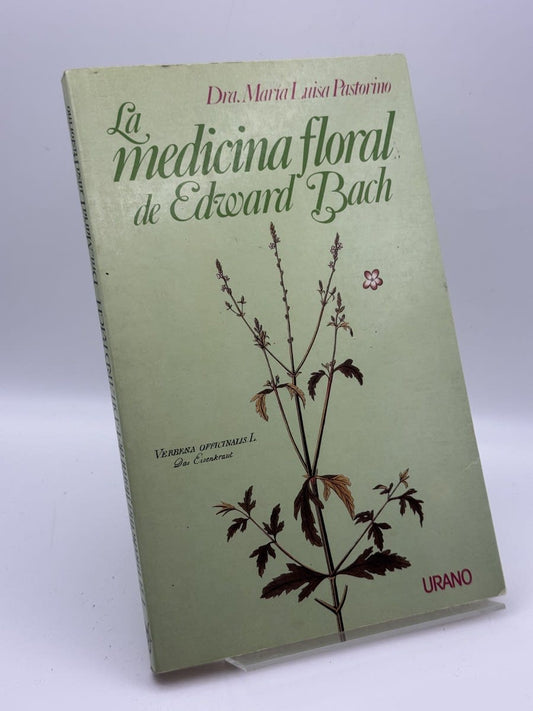 Dra. María Luisa Pastorino
La
medicina floral
de Edward Bach
VERBENA OFFICINALIS. L.
Das Eisenkraut
URANO